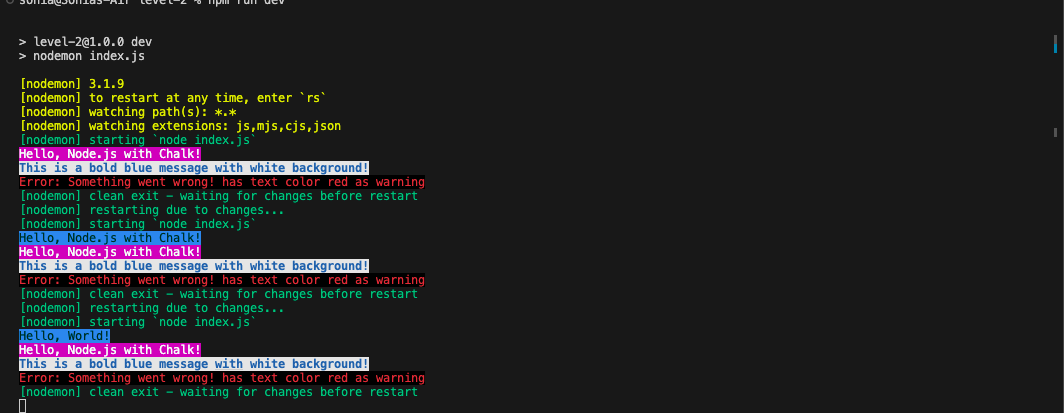 sonia@Sonias-Air level-2 % npm run dev
> level-2@1.0.0 dev
> nodemon index.js
[nodemon] 3.1.9
[nodemon] to restart at any time, enter `rs`
[nodemon] watching path(s): *.*
[nodemon] watching extensions: js,mjs,cjs,json
[nodemon] starting `node index.js`
Hello, Node.js with Chalk!
This is a bold blue message with white background!
Error: Something went wrong! has text color red as warning
[nodemon] clean exit - waiting for changes before restart
[nodemon] restarting due to changes...
[nodemon] starting `node index.js`
Hello, Node.js with Chalk!
Hello, Node.js with Chalk!
This is a bold blue message with white background!
Error: Something went wrong! has text color red as warning
[nodemon] clean exit - waiting for changes before restart
[nodemon] restarting due to changes...
[nodemon] starting `node index.js`
Hello, World!
Hello, Node.js with Chalk!
This is a bold blue message with white background!
Error: Something went wrong! has text color red as warning
[nodemon] clean exit - waiting for changes before restart